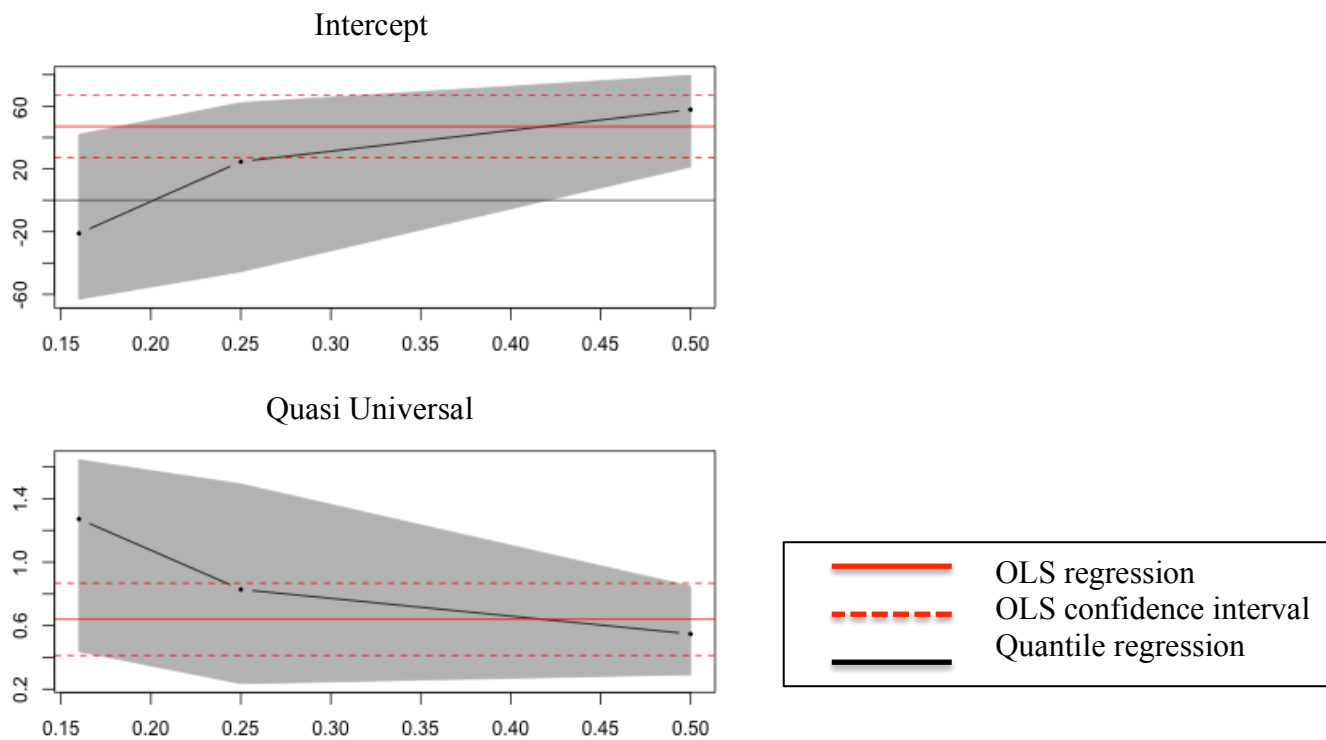 Intercept
60
20
-20
-60
0.15 0.20 0.25 0.30 0.35 0.40 0.45 0.50
Quasi Universal
1.4
1.0
0.6
0.2
0.15 0.20 0.25 0.30 0.35 0.40 0.45 0.50
OLS regression
OLS confidence interval
Quantile regression